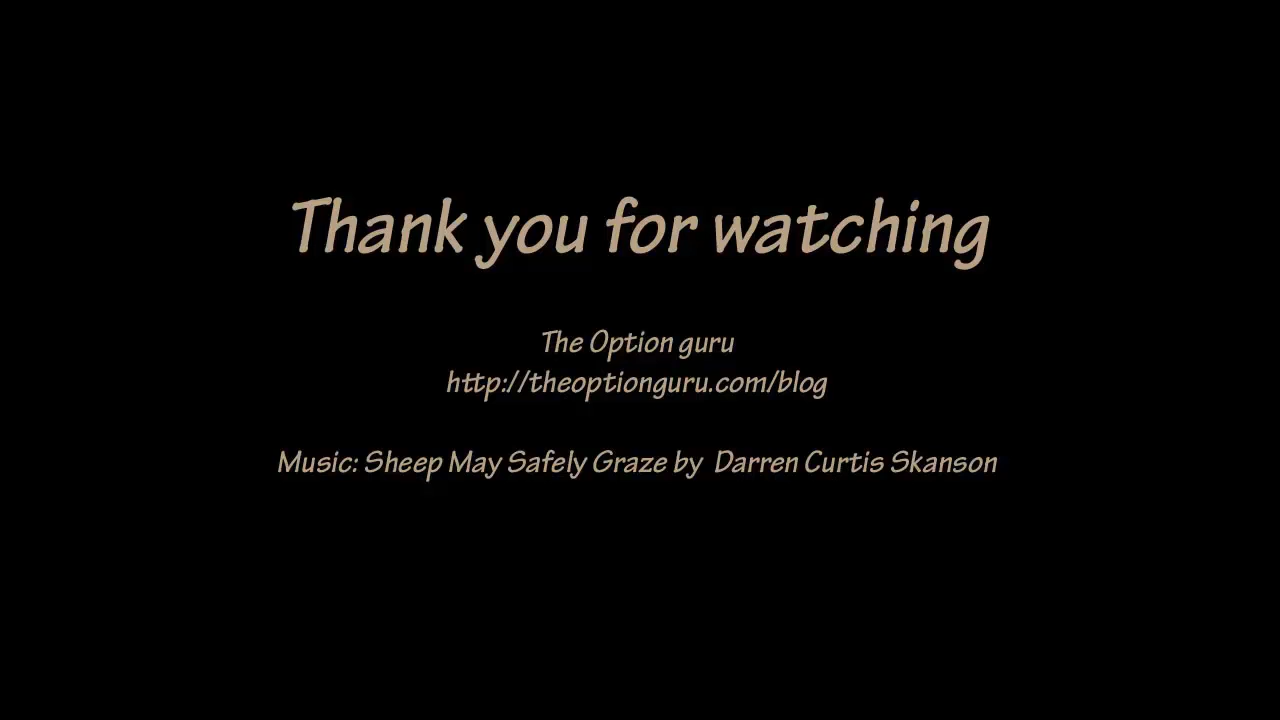 Thank you for watching
The Option guru
http://theoptionguru.com/blog
Music: Sheep May Safely Graze by Darren Curtis Skanson